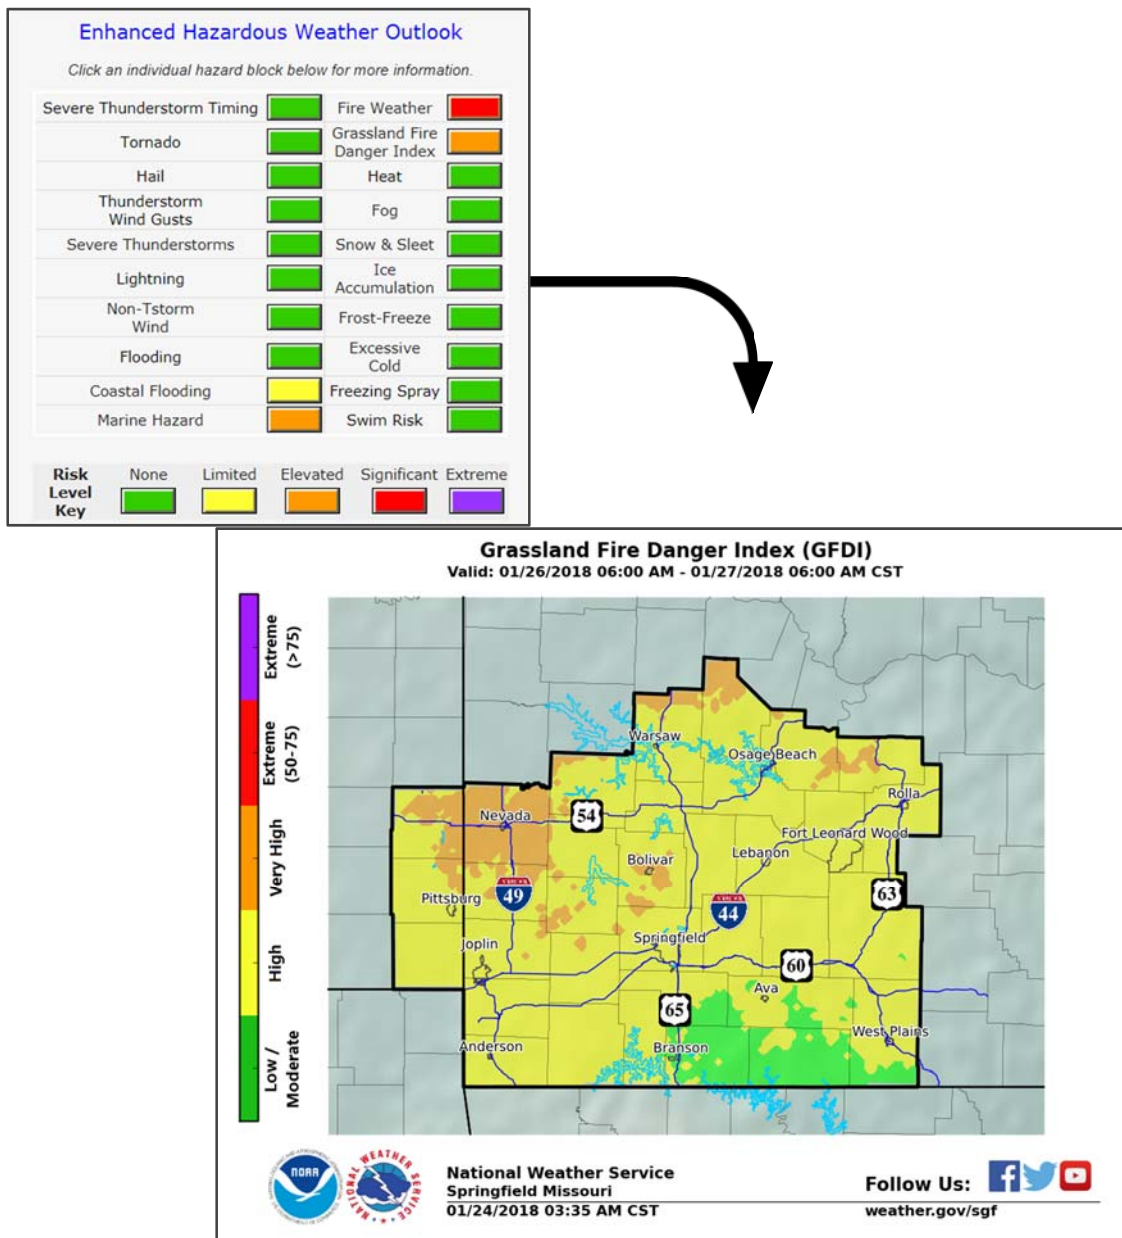 Enhanced Hazardous Weather Outlook
Click an individual hazard block below for more information.
Severe Thunderstorm Timing
Fire Weather
Tornado
Grassland Fire
Danger Index
Hail
Heat
Thunderstorm
Wind Gusts
Fog
Severe Thunderstorms
Snow & Sleet
Lightning
Ice
Accumulation
Non-Tstorm
Wind
Frost-Freeze
Flooding
Excessive
Cold
Coastal Flooding
Freezing Spray
Marine Hazard
Swim Risk
Risk
Level
Key
None
Limited
Elevated
Significant
Extreme
Grassland Fire Danger Index (GFDI)
Valid: 01/26/2018 06:00 AM - 01/27/2018 06:00 AM CST
Extreme
(>75)
Extreme
(50-75)
Very High
High
Low /
Moderate
Warsaw
Osage Beach
Rolla
Nevada
54
Fort Leonard Wood
Bolivar
Lebanon
Pittsburg
49
44
63
Joplin
Springfield
60
Ava
65
West Plains
Anderson
Branson
NOAA
NATIONAL WEATHER SERVICE
National Weather Service
Springfield Missouri
01/24/2018 03:35 AM CST
Follow Us:
weather.gov/sgf